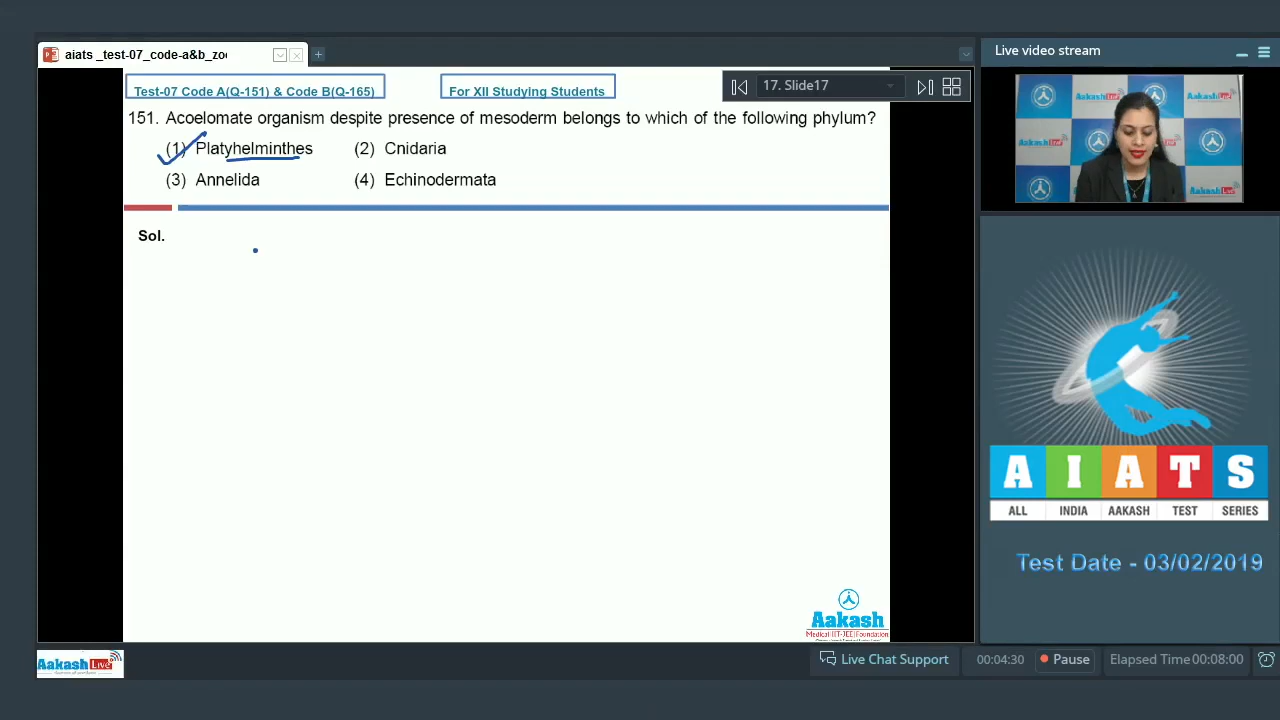 aiats _test-07_code-a&b_zo
Live video stream
Test-07 Code A(Q-151) & Code B(Q-165)
For XII Studying Students
17. Slide17
151. Acoelomate organism despite presence of mesoderm belongs to which of the following phylum?
(1) Platyhelminthes (2) Cnidaria
(3) Annelida (4) Echinodermata
Sol.
AIATS
ALL INDIA AAKASH TEST SERIES
Test Date - 03/02/2019
Aakash
Medical|IIT-JEE|Foundation
Aakash Live
Live Chat Support
00:04:30
Pause
Elapsed Time 00:08:00